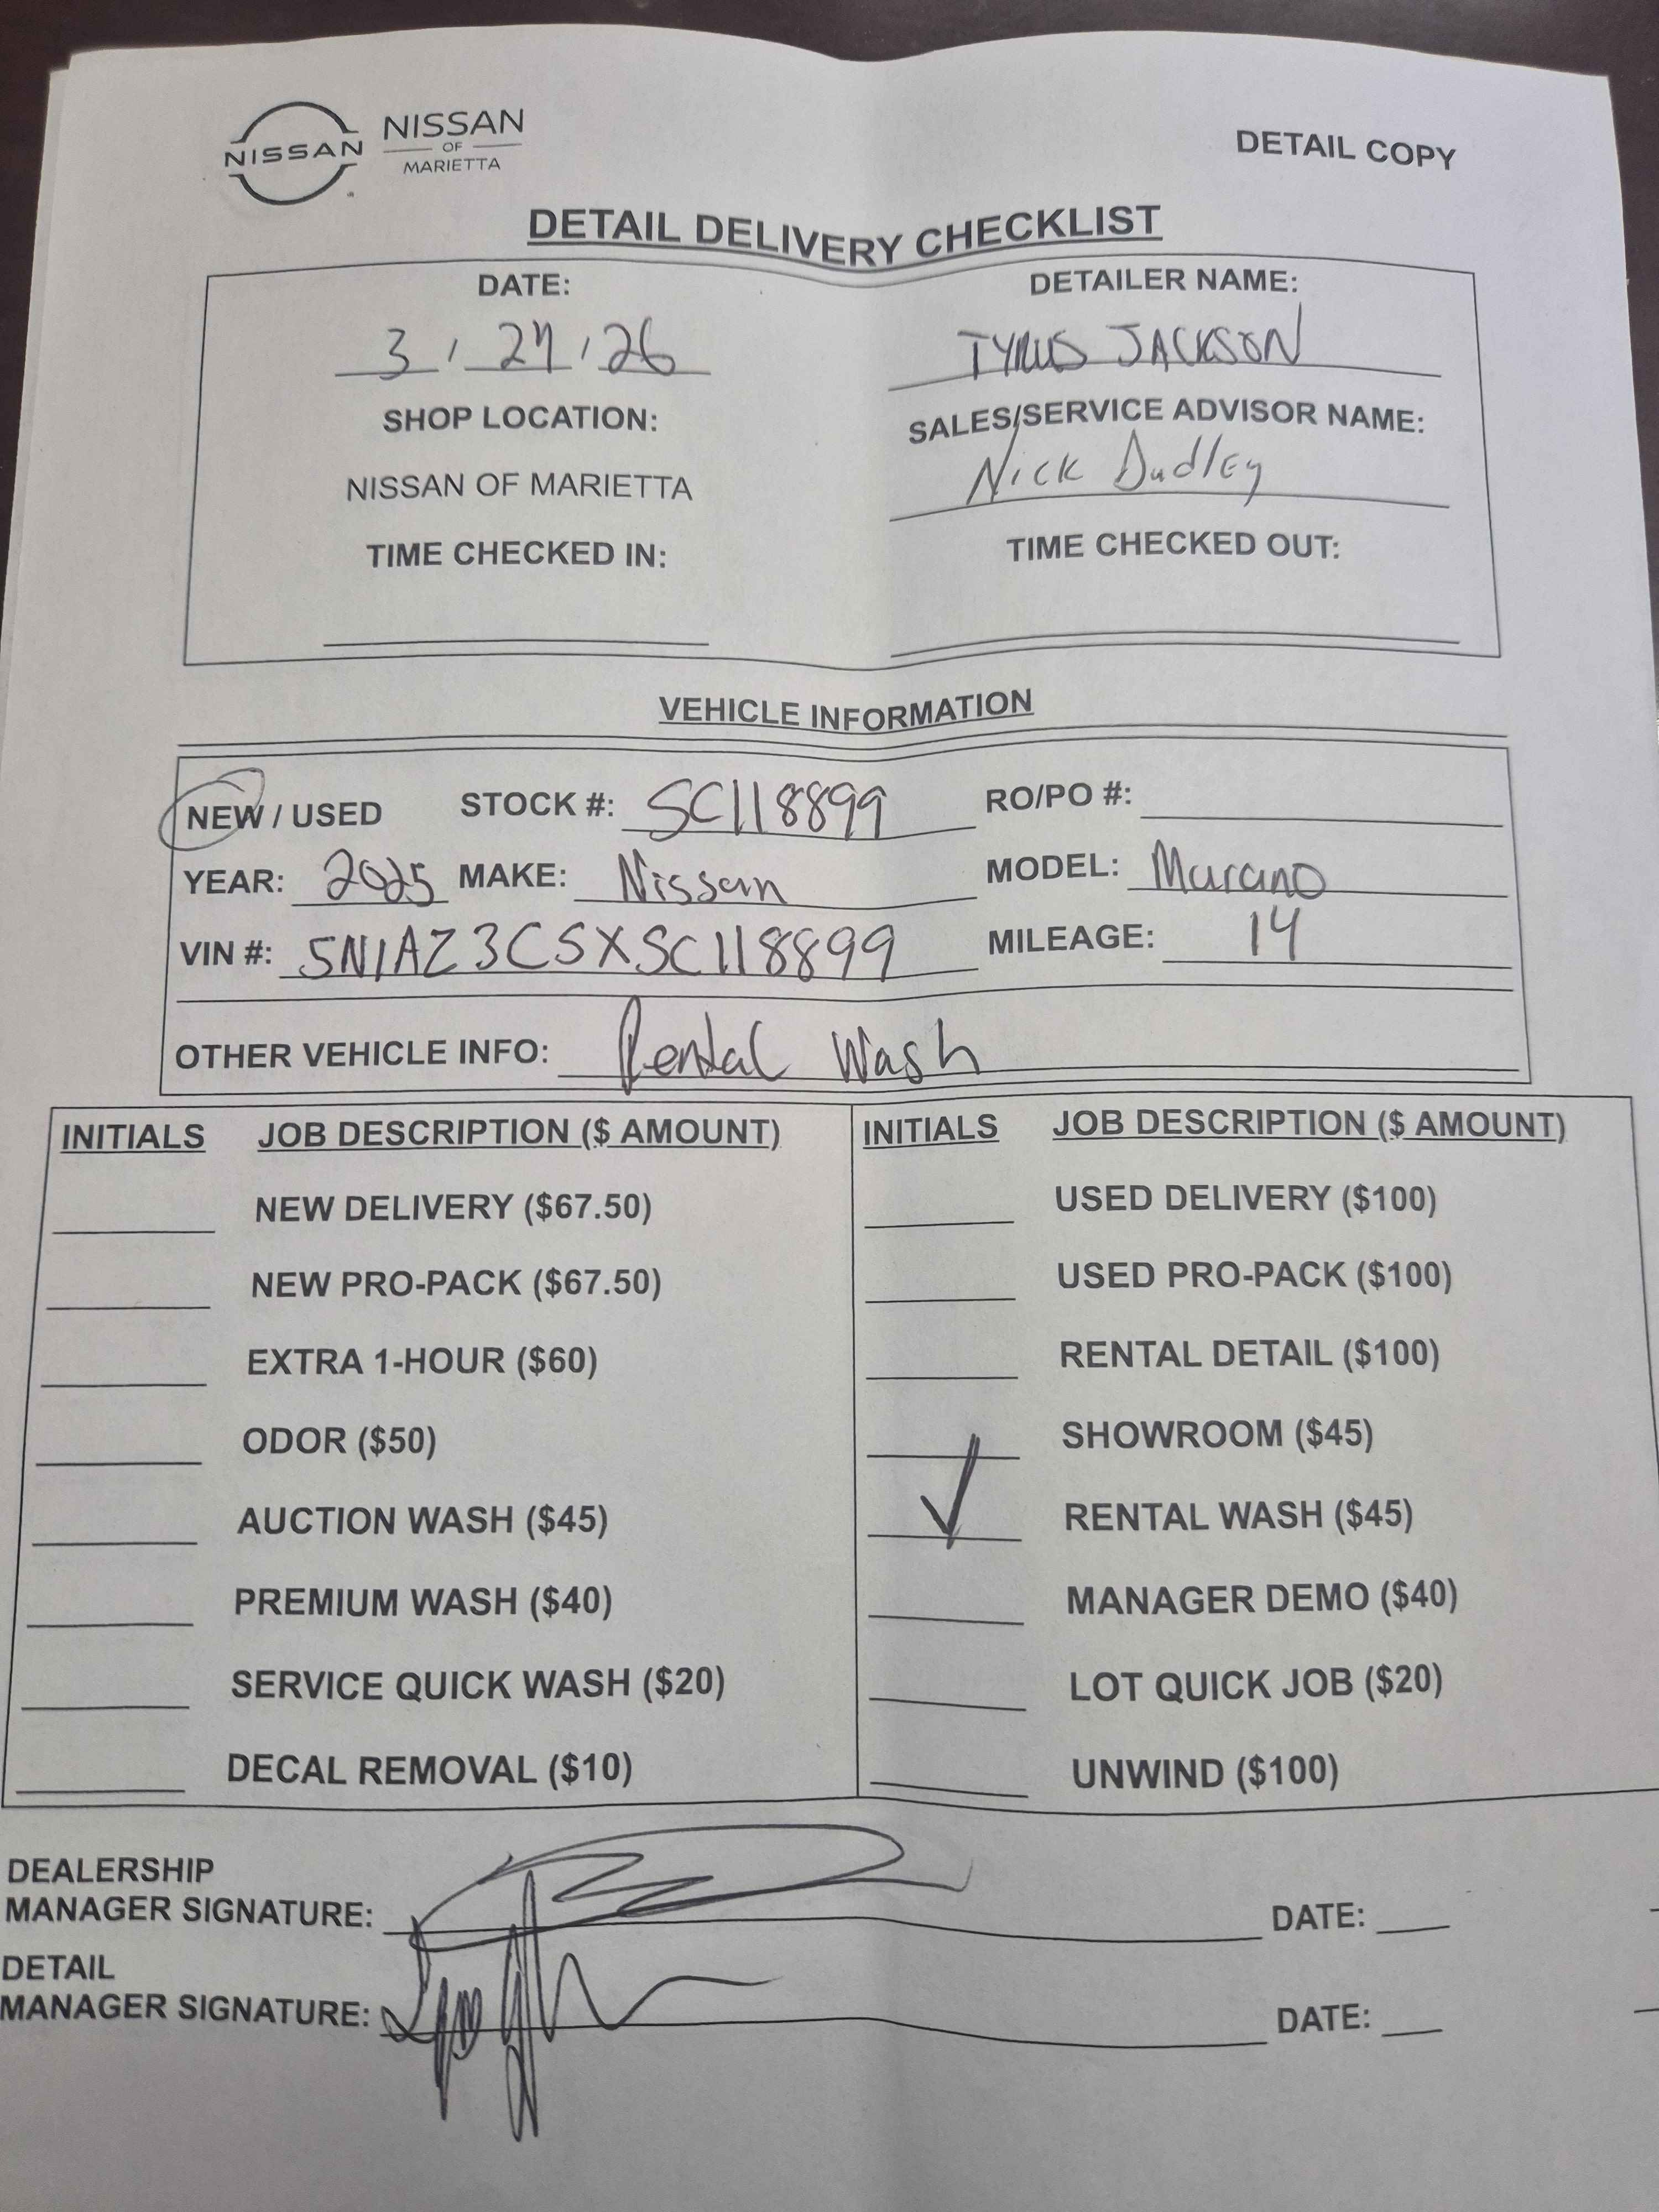 NISSAN NISSAN OF MARIETTA
DETAIL COPY
DETAIL DELIVERY CHECKLIST
DATE: DETAILER NAME:
3 / 27 / 26 TYRUS JACKSON
SHOP LOCATION: SALES/SERVICE ADVISOR NAME:
NISSAN OF MARIETTA Nick Dudley
TIME CHECKED IN: TIME CHECKED OUT:
VEHICLE INFORMATION
NEW / USED STOCK #: SC118899 RO/PO #:
YEAR: 2025 MAKE: Nissan MODEL: Murano
VIN #: 5N1AZ3CSXSC118899 MILEAGE: 14
OTHER VEHICLE INFO: Rental Wash
INITIALS JOB DESCRIPTION ($ AMOUNT) INITIALS JOB DESCRIPTION ($ AMOUNT)
NEW DELIVERY ($67.50) USED DELIVERY ($100)
NEW PRO-PACK ($67.50) USED PRO-PACK ($100)
EXTRA 1-HOUR ($60) RENTAL DETAIL ($100)
ODOR ($50) SHOWROOM ($45)
AUCTION WASH ($45) ✓ RENTAL WASH ($45)
PREMIUM WASH ($40) MANAGER DEMO ($40)
SERVICE QUICK WASH ($20) LOT QUICK JOB ($20)
DECAL REMOVAL ($10) UNWIND ($100)
DEALERSHIP
MANAGER SIGNATURE: DATE:
DETAIL
MANAGER SIGNATURE: DATE: